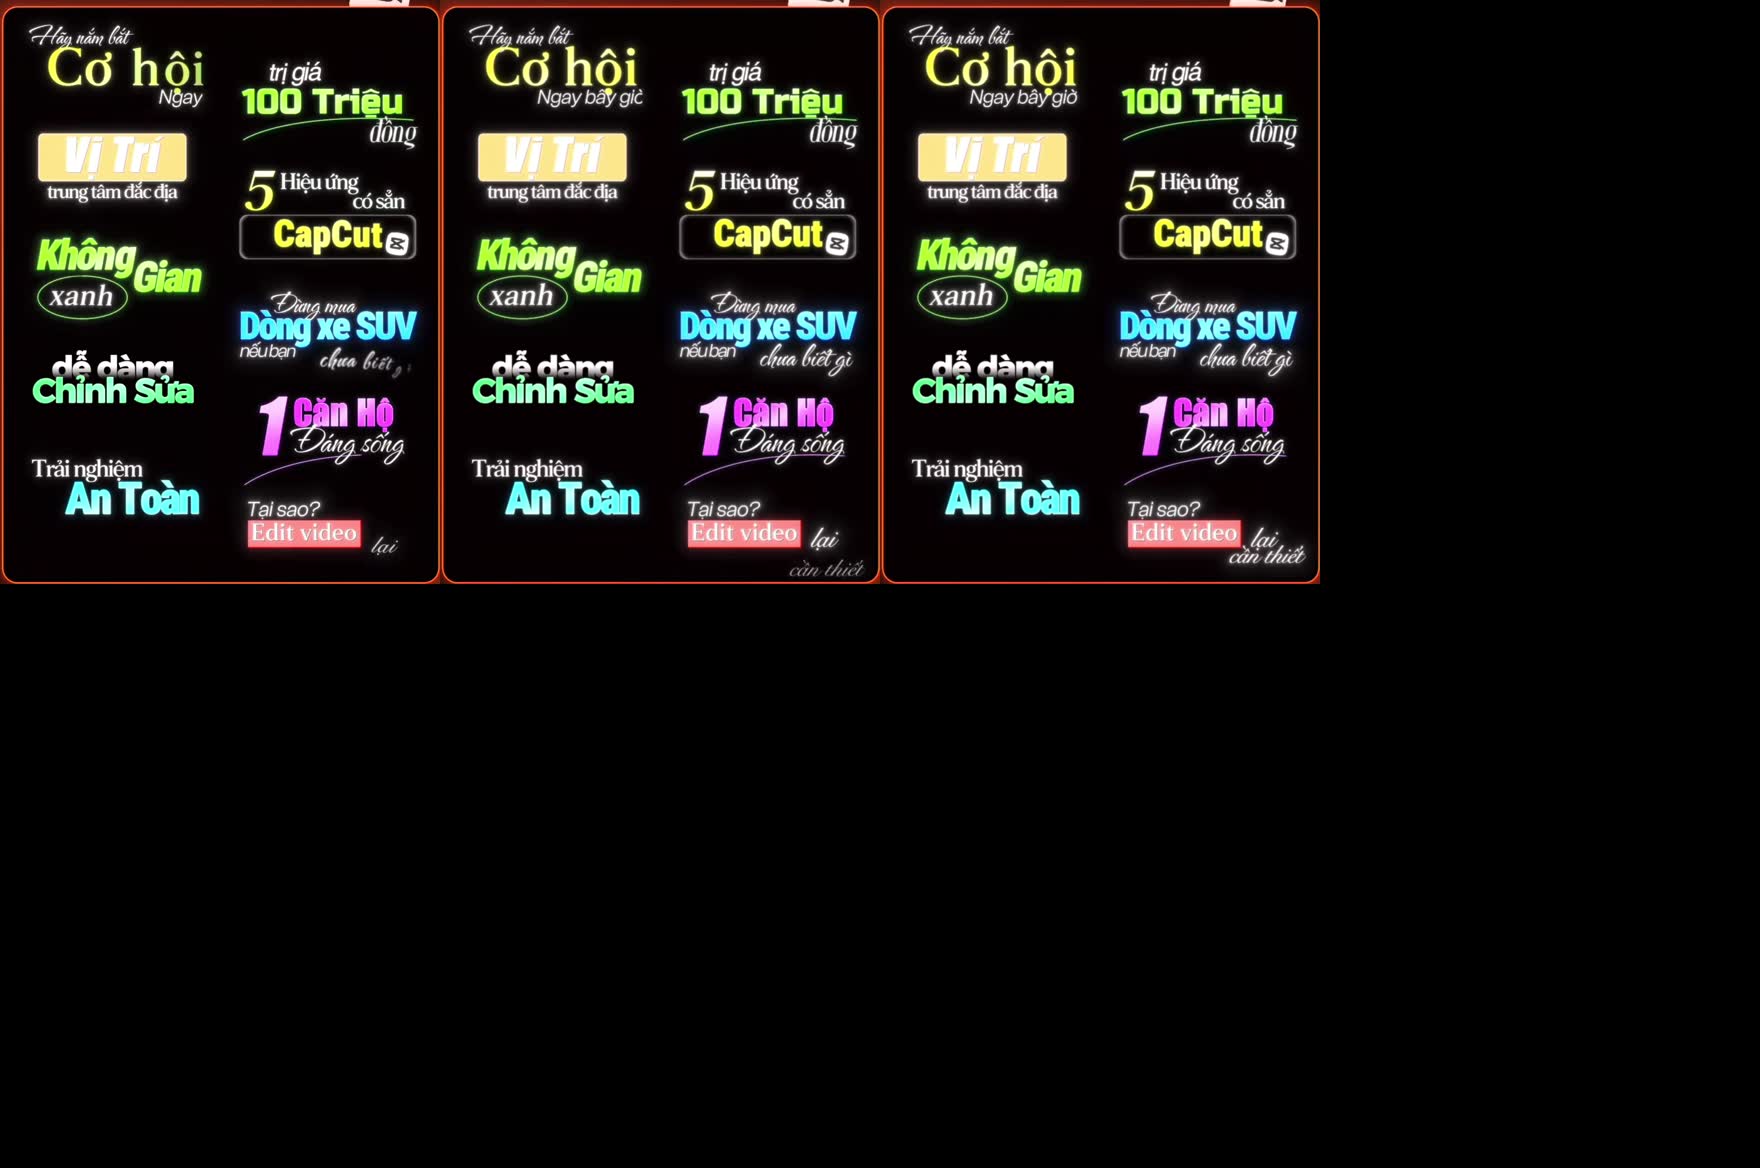 Hãy nắm bắt
Cơ hội
Ngay
Vị Trí
trung tâm đắc địa
Không
Gian
xanh
dễ dàng
Chỉnh Sửa
Trải nghiệm
An Toàn
trị giá
100 Triệu
đồng
5 Hiệu ứng
có sẵn
CapCut
Đừng mua
Dòng xe SUV
nếu bạn
chưa biết
1 Căn Hộ
Đáng sống
Tại sao?
Edit video
lại
Hãy nắm bắt
Cơ hội
Ngay bây giờ
Vị Trí
trung tâm đắc địa
Không
Gian
xanh
dễ dàng
Chỉnh Sửa
Trải nghiệm
An Toàn
trị giá
100 Triệu
đồng
5 Hiệu ứng
có sẵn
CapCut
Đừng mua
Dòng xe SUV
nếu bạn
chưa biết gì
1 Căn Hộ
Đáng sống
Tại sao?
Edit video
lại
cần thiết
Hãy nắm bắt
Cơ hội
Ngay bây giờ
Vị Trí
trung tâm đắc địa
Không
Gian
xanh
dễ dàng
Chỉnh Sửa
Trải nghiệm
An Toàn
trị giá
100 Triệu
đồng
5 Hiệu ứng
có sẵn
CapCut
Đừng mua
Dòng xe SUV
nếu bạn
chưa biết gì
1 Căn Hộ
Đáng sống
Tại sao?
Edit video
lại
cần thiết